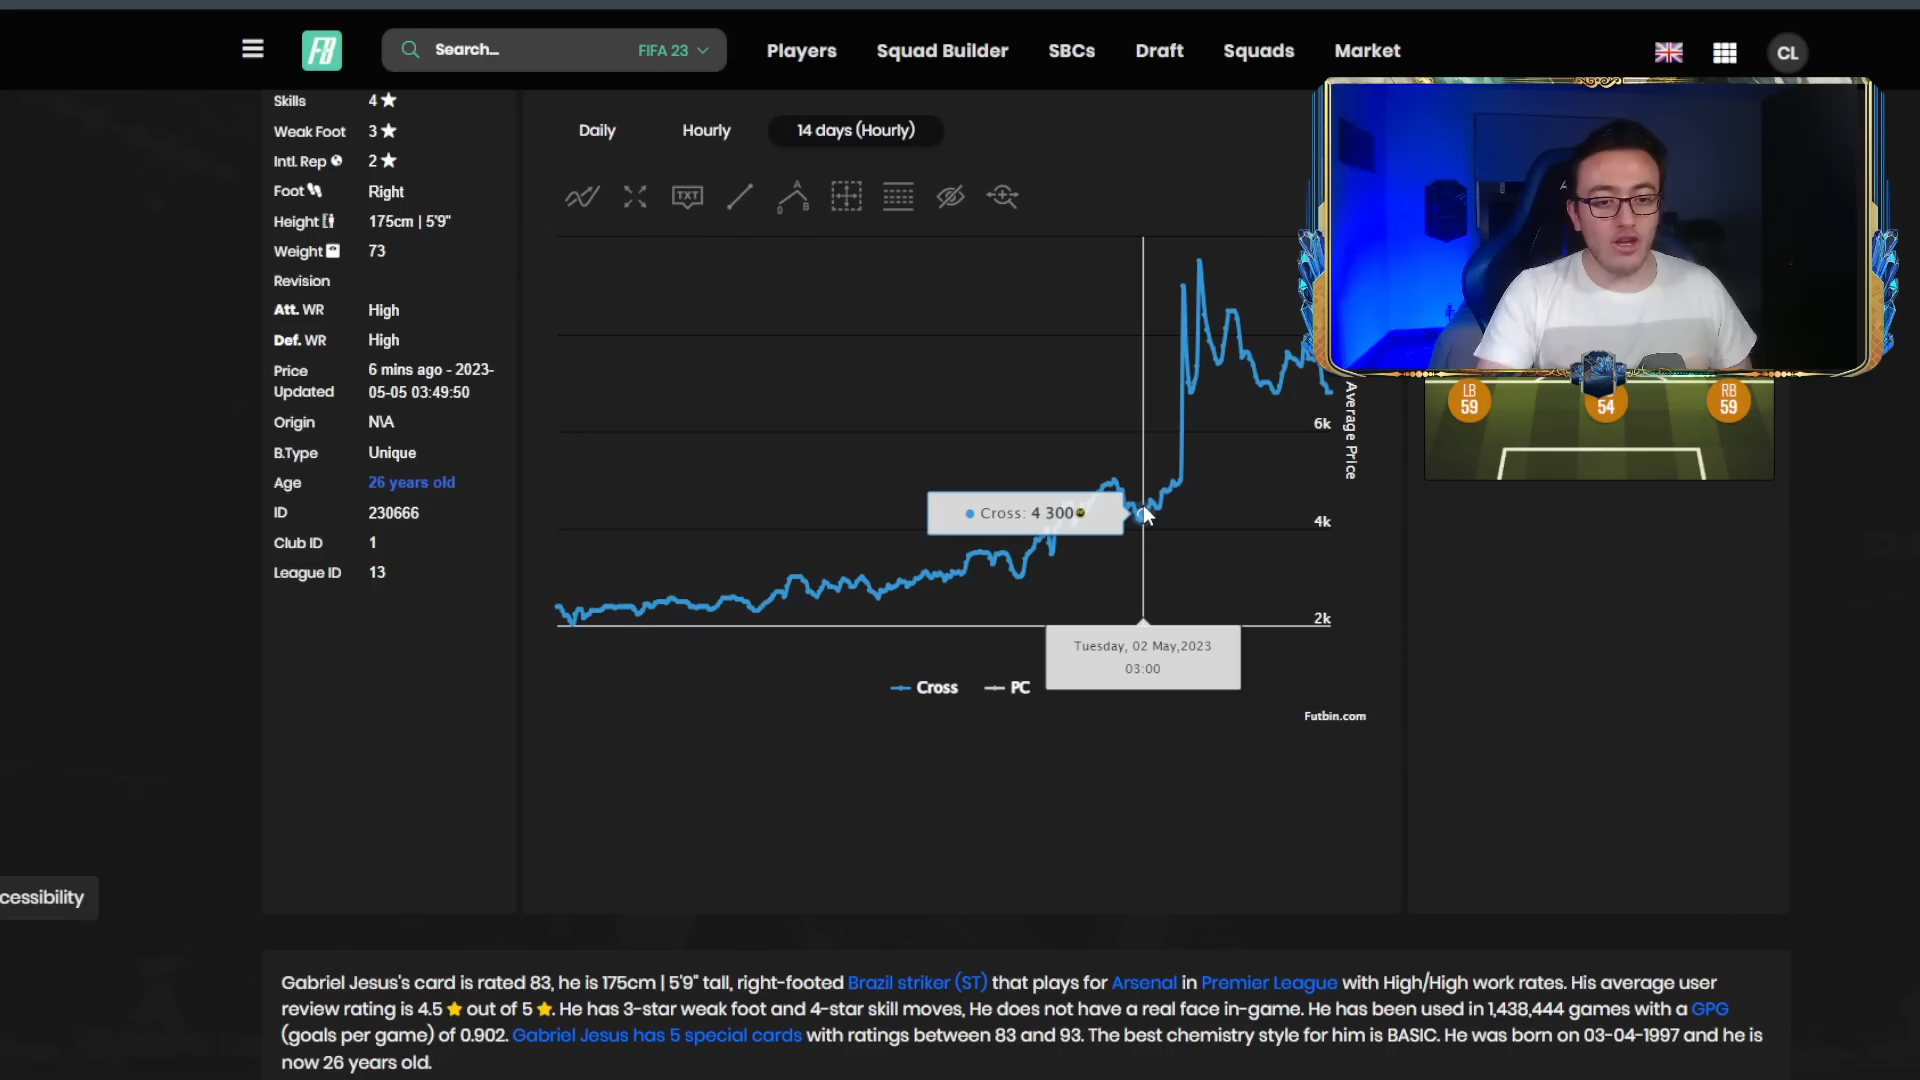 F8 Search... FIFA 23 Players Squad Builder SBCs Draft Squads Market CL
Skills 4
Weak Foot 3
Intl. Rep 2
Foot Right
Height 175cm | 5'9"
Weight 73
Revision
Att. WR High
Def. WR High
Price Updated 6 mins ago - 2023-
05-05 03:49:50
Origin N\A
B.Type Unique
Age 26 years old
ID 230666
Club ID 1
League ID 13
Daily Hourly 14 days (Hourly)
TXT
A
0 B
Average Price
6k
4k
2k
Cross: 4 300
Tuesday, 02 May,2023
03:00
Cross PC
Futbin.com
LB
59
54
RB
59
cessibility
Gabriel Jesus's card is rated 83, he is 175cm | 5'9" tall, right-footed Brazil striker (ST) that plays for Arsenal in Premier League with High/High work rates. His average user
review rating is 4.5 out of 5 . He has 3-star weak foot and 4-star skill moves, He does not have a real face in-game. He has been used in 1,438,444 games with a GPG
(goals per game) of 0.902. Gabriel Jesus has 5 special cards with ratings between 83 and 93. The best chemistry style for him is BASIC. He was born on 03-04-1997 and he is
now 26 years old.